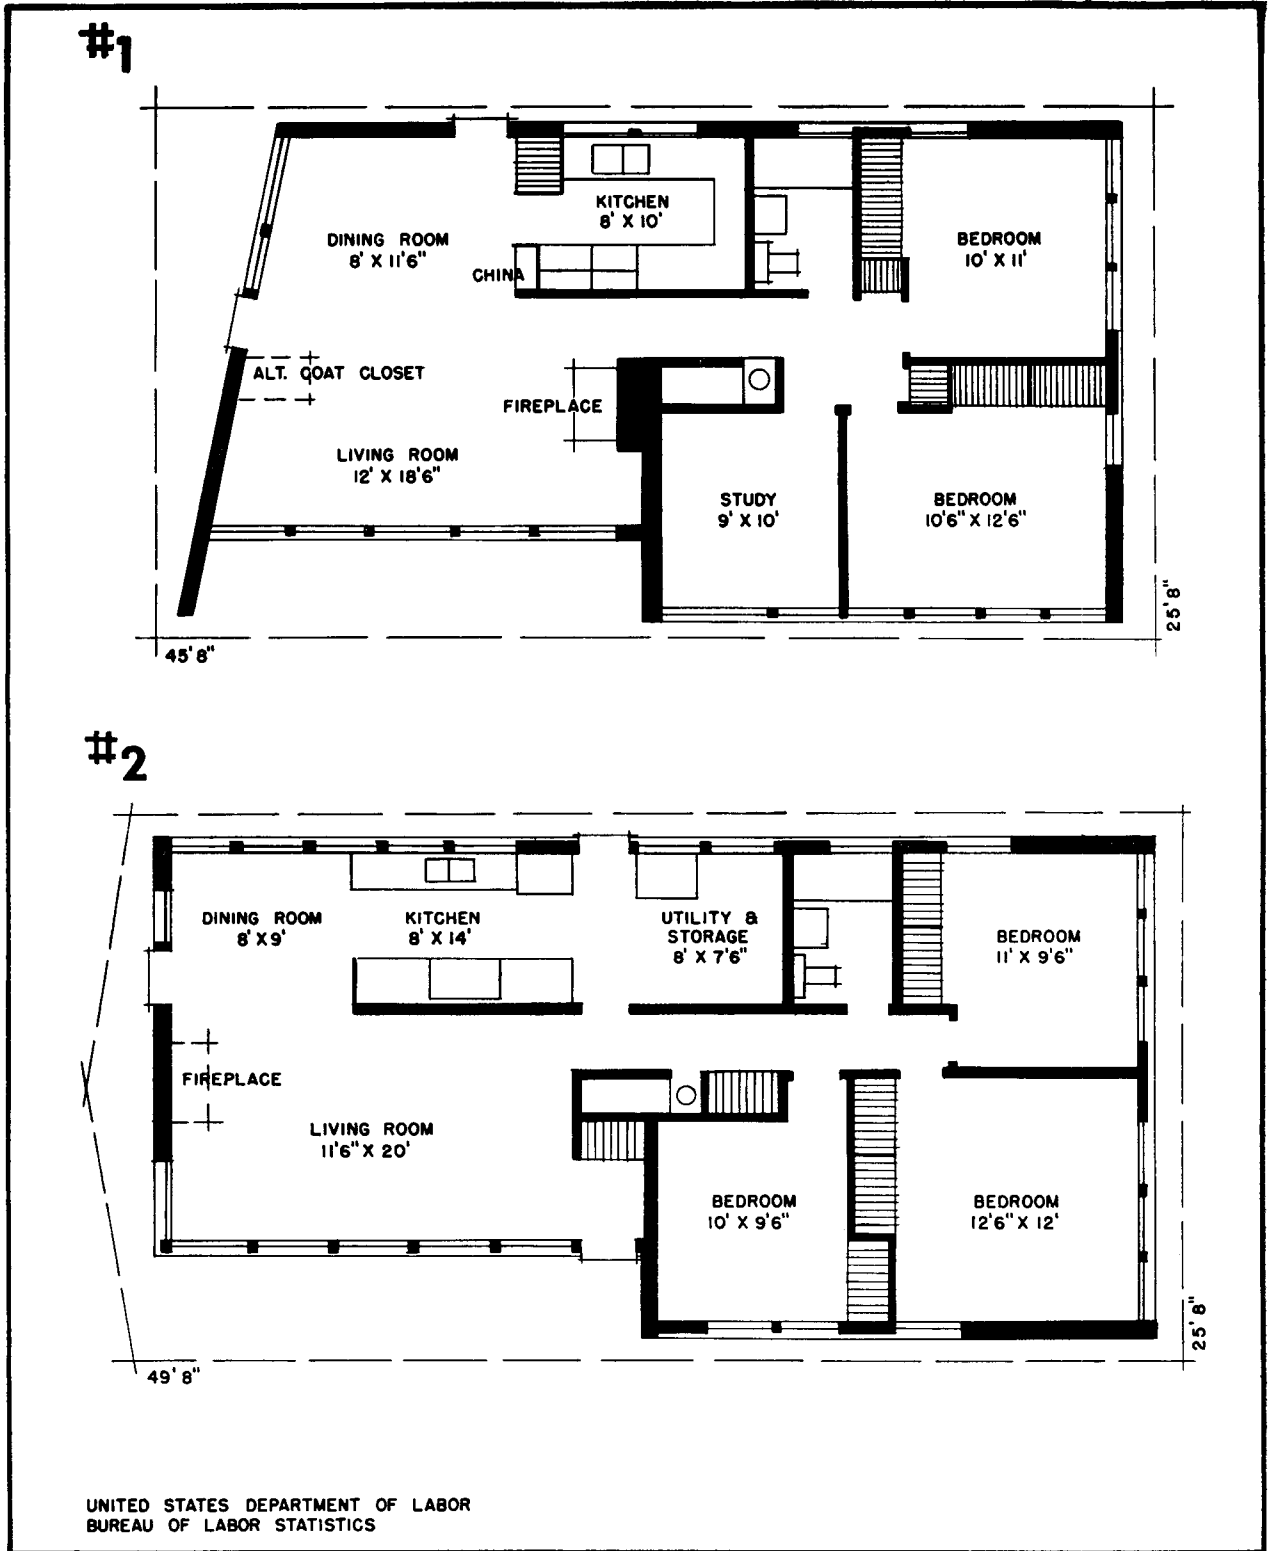 #1
KITCHEN
8' X 10'
DINING ROOM
8' X 11'6"
BEDROOM
10' X 11'
CHINA
ALT. COAT CLOSET
FIREPLACE
LIVING ROOM
12' X 18'6"
STUDY
9' X 10'
BEDROOM
10'6" X 12'6"
25'8"
45'8"
#2
DINING ROOM
8' X 9'
KITCHEN
8' X 14'
UTILITY &
STORAGE
8' X 7'6"
BEDROOM
11' X 9'6"
FIREPLACE
LIVING ROOM
11'6" X 20'
BEDROOM
10' X 9'6"
BEDROOM
12'6" X 12'
25'8"
49'8"
UNITED STATES DEPARTMENT OF LABOR
BUREAU OF LABOR STATISTICS